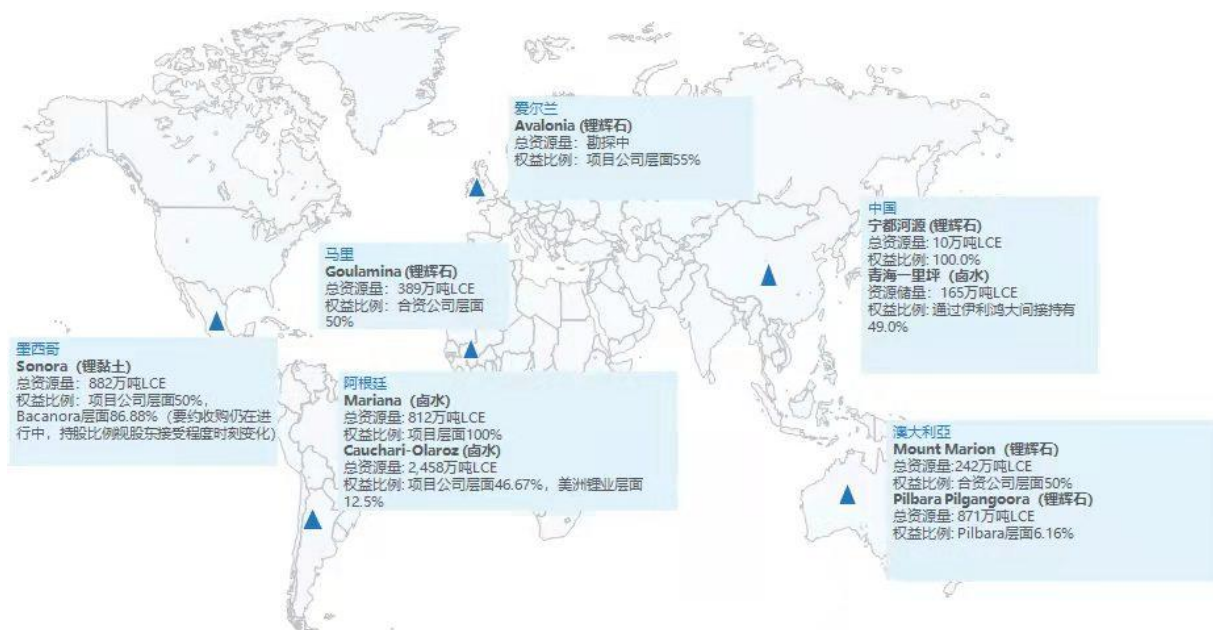 爱尔兰
Avalonia (锂辉石)
总资源量：勘探中
权益比例：项目公司层面55%
中国
宁都河源 (锂辉石)
总资源量: 10万吨LCE
权益比例: 100.0%
青海一里坪（卤水）
资源储量：165万吨LCE
权益比例: 通过伊利鸿大间接持有
49.0%
马里
Goulamina (锂辉石)
总资源量：389万吨LCE
权益比例：合资公司层面
50%
墨西哥
Sonora（锂黏土）
总资源量：882万吨LCE
权益比例：项目公司层面50%，
Bacanora层面86.88%（要约收购仍在进
行中，持股比例视股东接受程度时刻变化）
阿根廷
Mariana（卤水）
总资源量: 812万吨LCE
权益比例: 项目层面100%
Cauchari-Olaroz (卤水)
总资源量: 2,458万吨LCE
权益比例: 项目公司层面46.67%，美洲锂业层面
12.5%
澳大利亞
Mount Marion（锂辉石）
总资源量:242万吨LCE
权益比例: 合资公司层面50%
Pilbara Pilgangoora（锂辉石）
总资源量: 871万吨LCE
权益比例: Pilbara层面6.16%